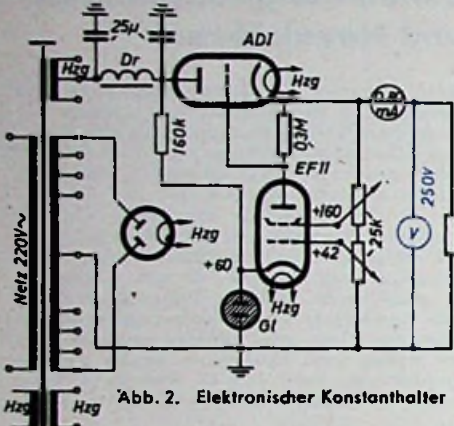 25µ
AD1
Hzg
Dr
Hzg
160k
0,3M
mA
EF11
250V
Netz 220V~
Hzg
+160
25k
V
+60
+42
Gl
Hzg
Hzg
Hzg
Abb. 2. Elektronischer Konstanthalter